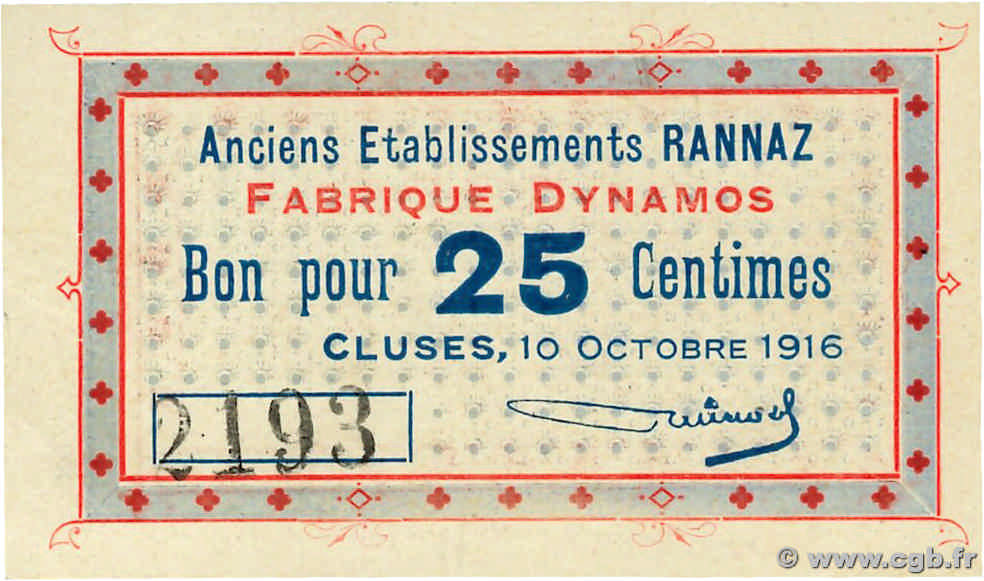 Anciens Etablissements RANNAZ
FABRIQUE DYNAMOS
Bon pour 25 Centimes
CLUSES, 10 OCTOBRE 1916
2193
© www.cgb.fr